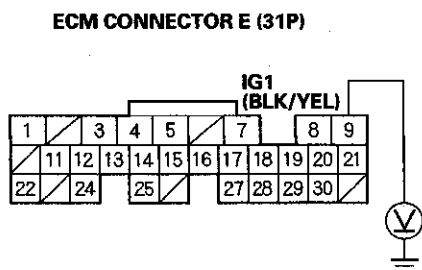 ECM CONNECTOR E (31P)
IG1
(BLK/YEL)
1 3 4 5 7 8 9
11 12 13 14 15 16 17 18 19 20 21
22 24 25 27 28 29 30
V